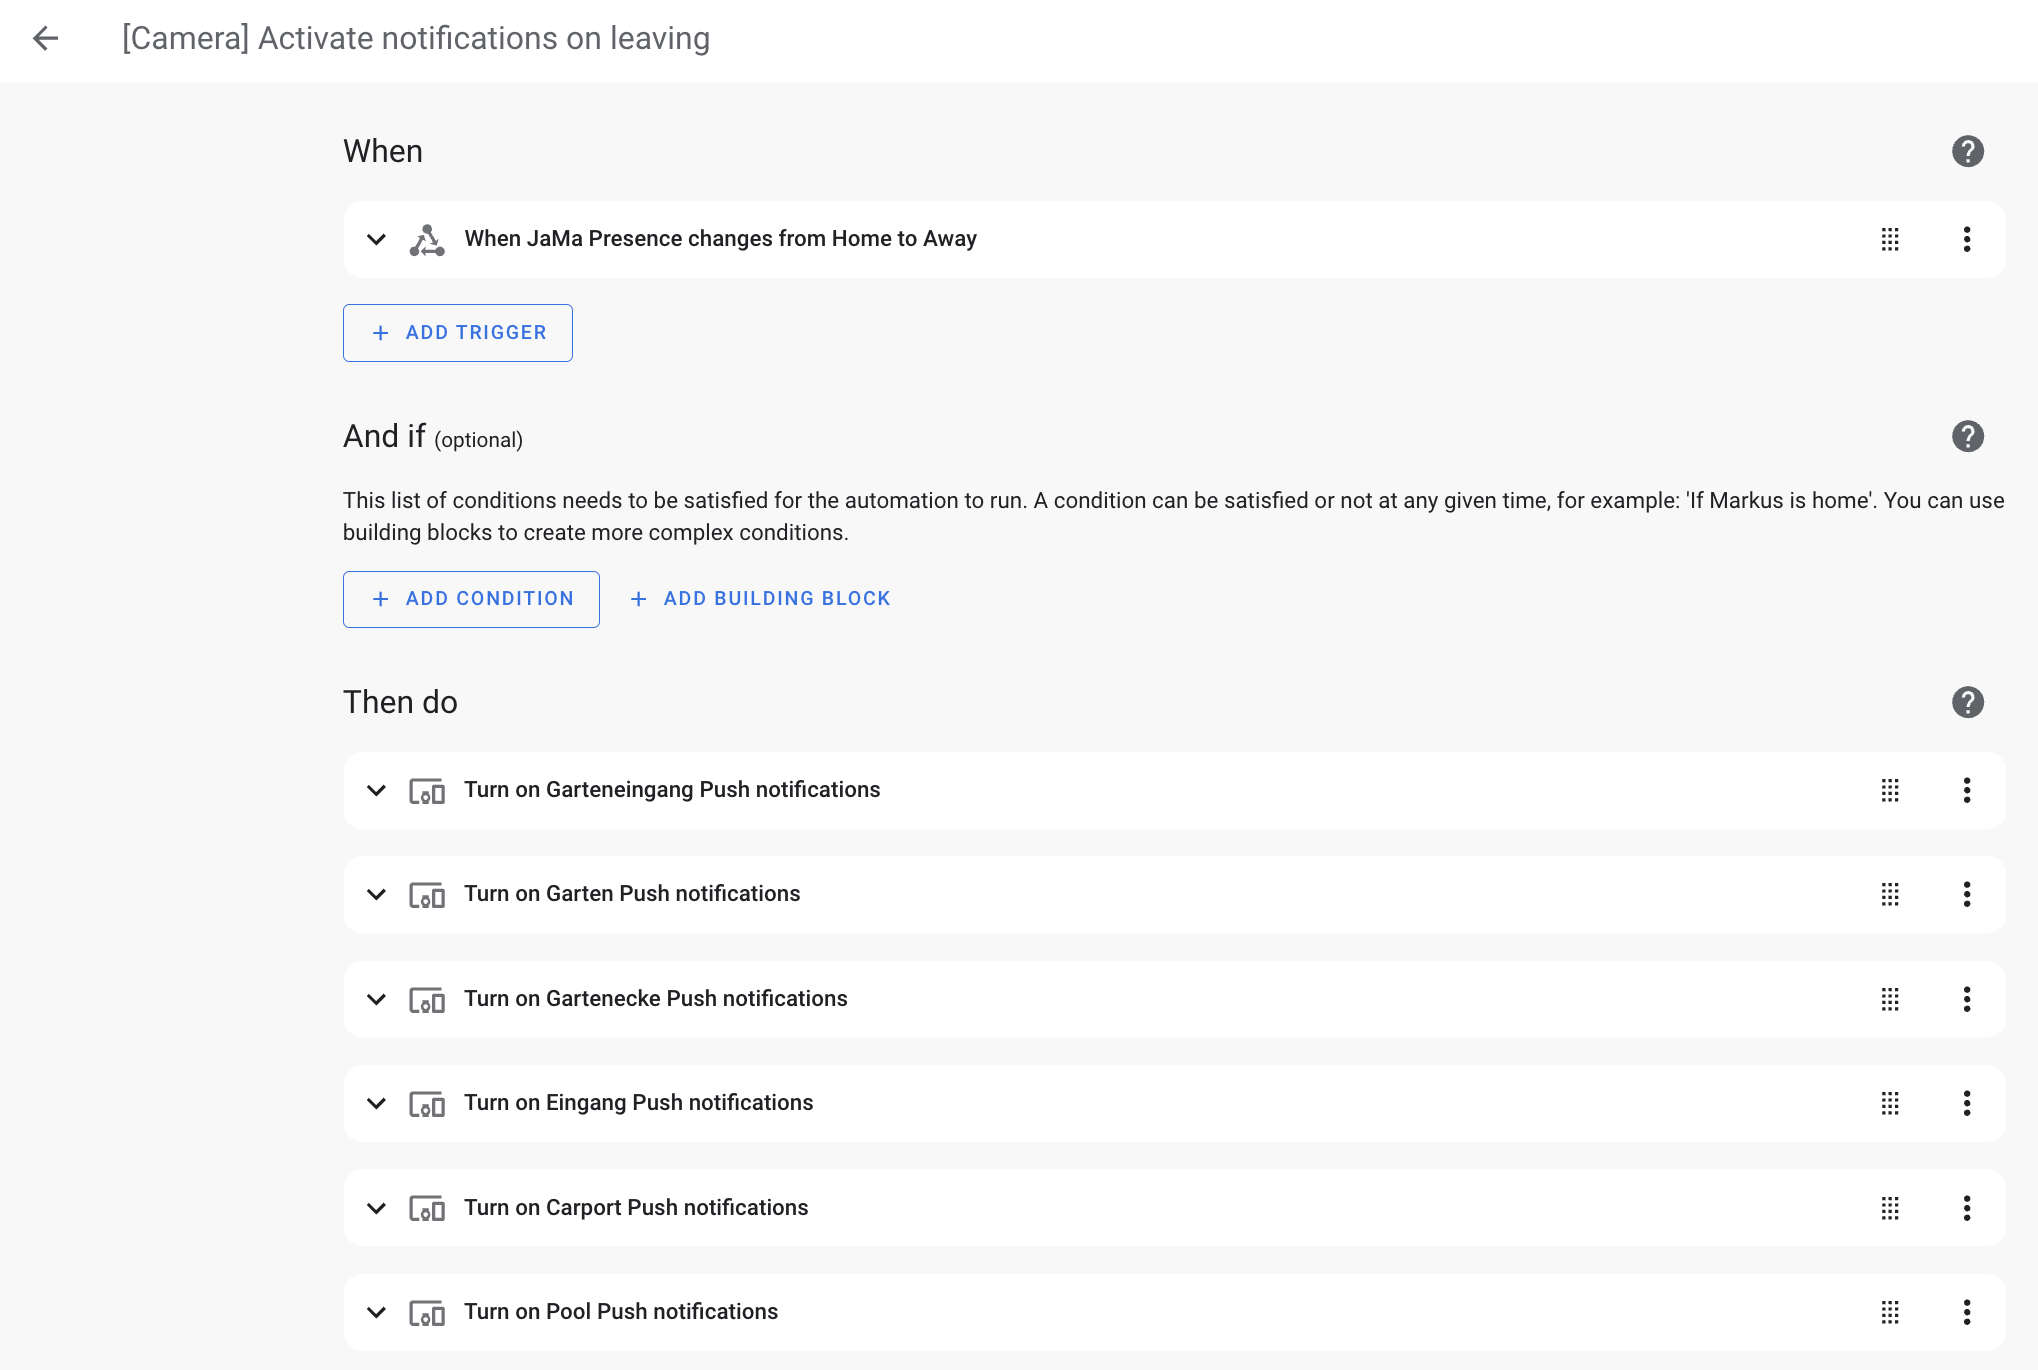 [Camera] Activate notifications on leaving
When
When JaMa Presence changes from Home to Away
+ ADD TRIGGER
And if (optional)
This list of conditions needs to be satisfied for the automation to run. A condition can be satisfied or not at any given time, for example: 'If Markus is home'. You can use
building blocks to create more complex conditions.
+ ADD CONDITION + ADD BUILDING BLOCK
Then do
Turn on Garteneingang Push notifications
Turn on Garten Push notifications
Turn on Gartenecke Push notifications
Turn on Eingang Push notifications
Turn on Carport Push notifications
Turn on Pool Push notifications